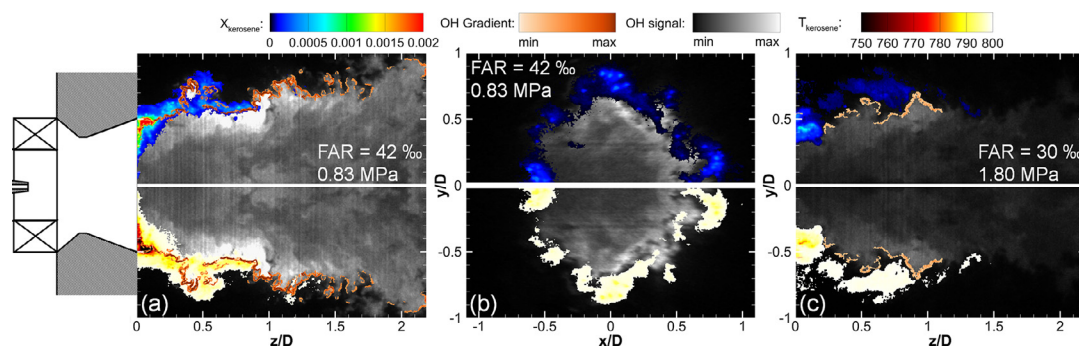 X kerosene: OH Gradient: OH signal: T kerosene:
0 0.0005 0.001 0.0015 0.002 min max min max 750 760 770 780 790 800
1 1
FAR = 42 ‰
0.83 MPa
0.5 0.5
FAR = 42 ‰
0.83 MPa
FAR = 30 ‰
1.80 MPa
y/D y/D
0 0
-0.5 -0.5
(a) (b) (c)
-1 -1
0 0.5 1 1.5 2 -1 -0.5 0 0.5 1 0 0.5 1 1.5 2
z/D x/D z/D